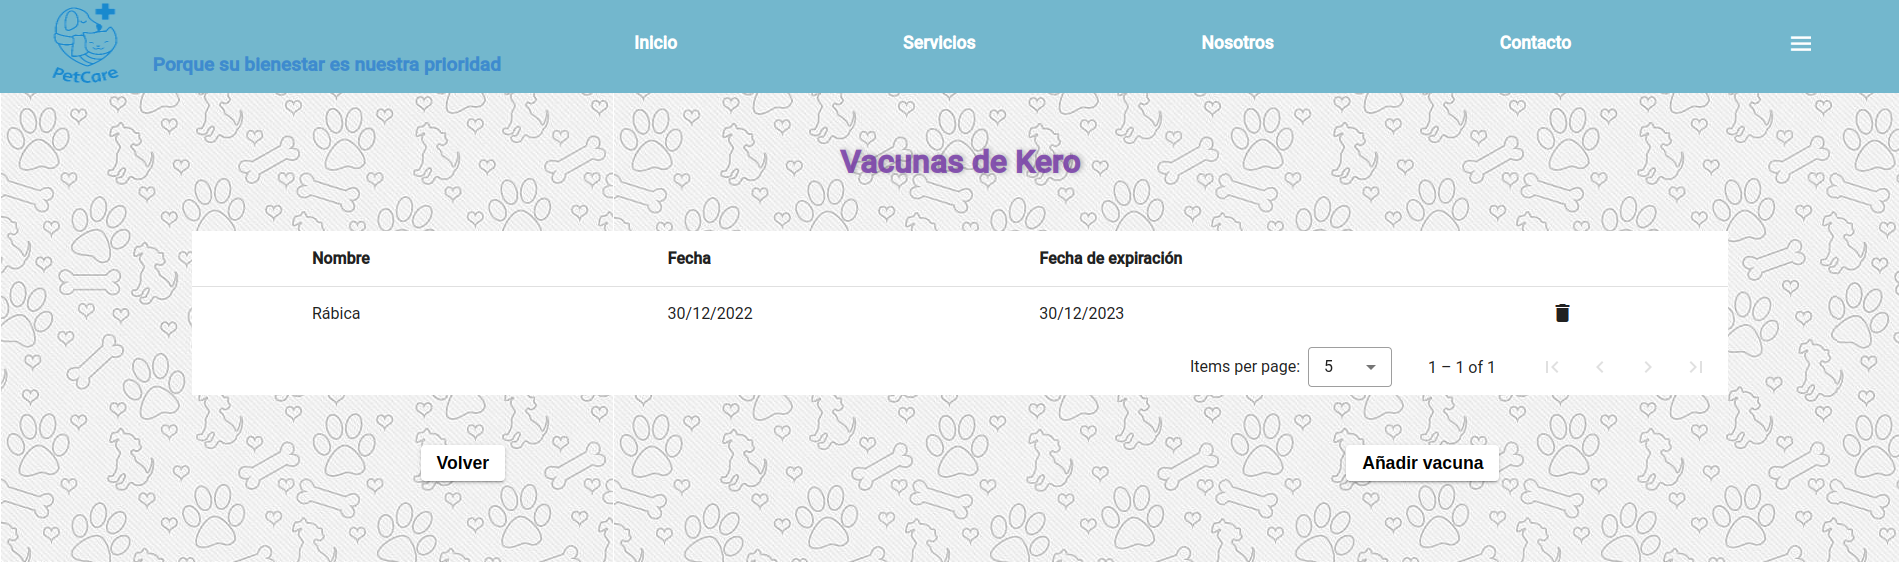 PetCare
Porque su bienestar es nuestra prioridad
Inicio
Servicios
Nosotros
Contacto
Vacunas de Kero
Nombre Fecha Fecha de expiración
Rábica 30/12/2022 30/12/2023
Items per page: 5 1 – 1 of 1
Volver Añadir vacuna